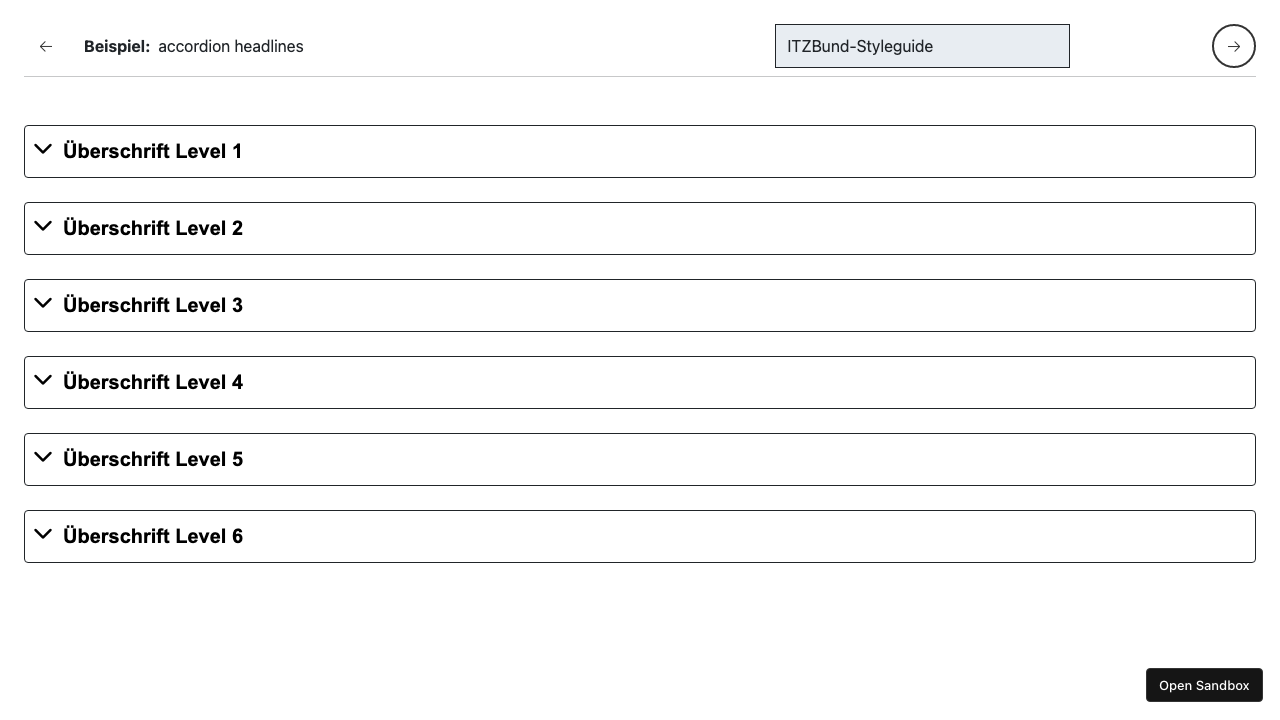 Beispiel: accordion headlines
ITZBund-Styleguide
Überschrift Level 1
Überschrift Level 2
Überschrift Level 3
Überschrift Level 4
Überschrift Level 5
Überschrift Level 6
Open Sandbox